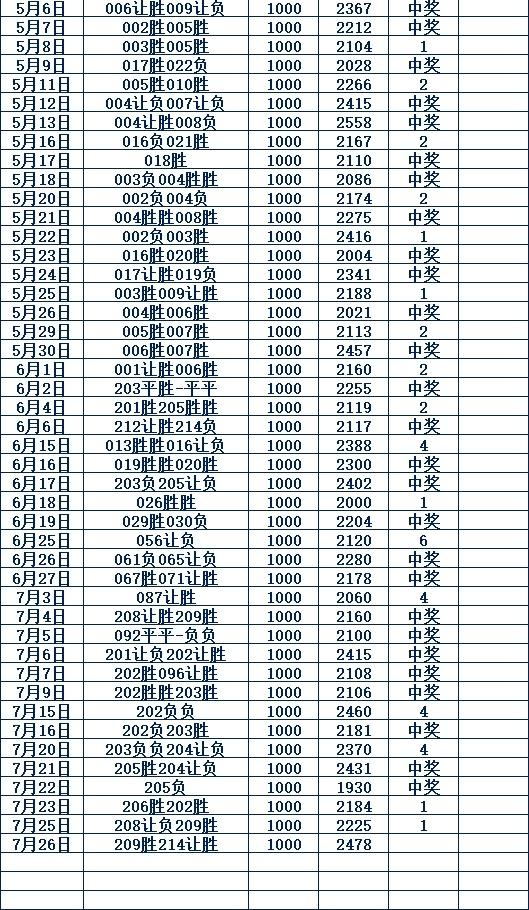 5月6日 006让胜009让负 1000 2367 中奖
5月7日 002胜005胜 1000 2212 中奖
5月8日 003胜005胜 1000 2104 1
5月9日 017胜022负 1000 2028 中奖
5月11日 005胜010胜 1000 2266 2
5月12日 004让负007让负 1000 2415 中奖
5月13日 004让胜008负 1000 2558 中奖
5月16日 016负021胜 1000 2167 2
5月17日 018胜 1000 2110 中奖
5月18日 003负004胜胜 1000 2086 中奖
5月20日 002负004负 1000 2174 2
5月21日 004胜胜008胜 1000 2275 中奖
5月22日 002负003胜 1000 2416 1
5月23日 016胜020胜 1000 2004 中奖
5月24日 017让胜019负 1000 2341 中奖
5月25日 003胜009让胜 1000 2188 1
5月26日 004胜006胜 1000 2021 中奖
5月29日 005胜007胜 1000 2113 2
5月30日 006胜007胜 1000 2457 中奖
6月1日 001让胜006胜 1000 2160 2
6月2日 203平胜-平平 1000 2255 中奖
6月4日 201胜205胜胜 1000 2119 2
6月6日 212让胜214负 1000 2117 中奖
6月15日 013胜胜016让负 1000 2388 4
6月16日 019胜胜020胜 1000 2300 中奖
6月17日 203负205让负 1000 2402 中奖
6月18日 026胜胜 1000 2000 1
6月19日 029胜030负 1000 2204 中奖
6月25日 056让负 1000 2120 6
6月26日 061负065让负 1000 2280 中奖
6月27日 067胜071让胜 1000 2178 中奖
7月3日 087让胜 1000 2060 4
7月4日 208让胜209胜 1000 2160 中奖
7月5日 092平平-负负 1000 2100 中奖
7月6日 201让负202让胜 1000 2415 中奖
7月7日 202胜096让胜 1000 2108 中奖
7月9日 202胜胜203胜 1000 2106 中奖
7月15日 202负负 1000 2460 4
7月16日 202负203胜 1000 2181 中奖
7月20日 203负负204让负 1000 2370 4
7月21日 205胜204让负 1000 2431 中奖
7月22日 205负 1000 1930 中奖
7月23日 206胜202胜 1000 2184 1
7月25日 208让负209胜 1000 2225 1
7月26日 209胜214让胜 1000 2478